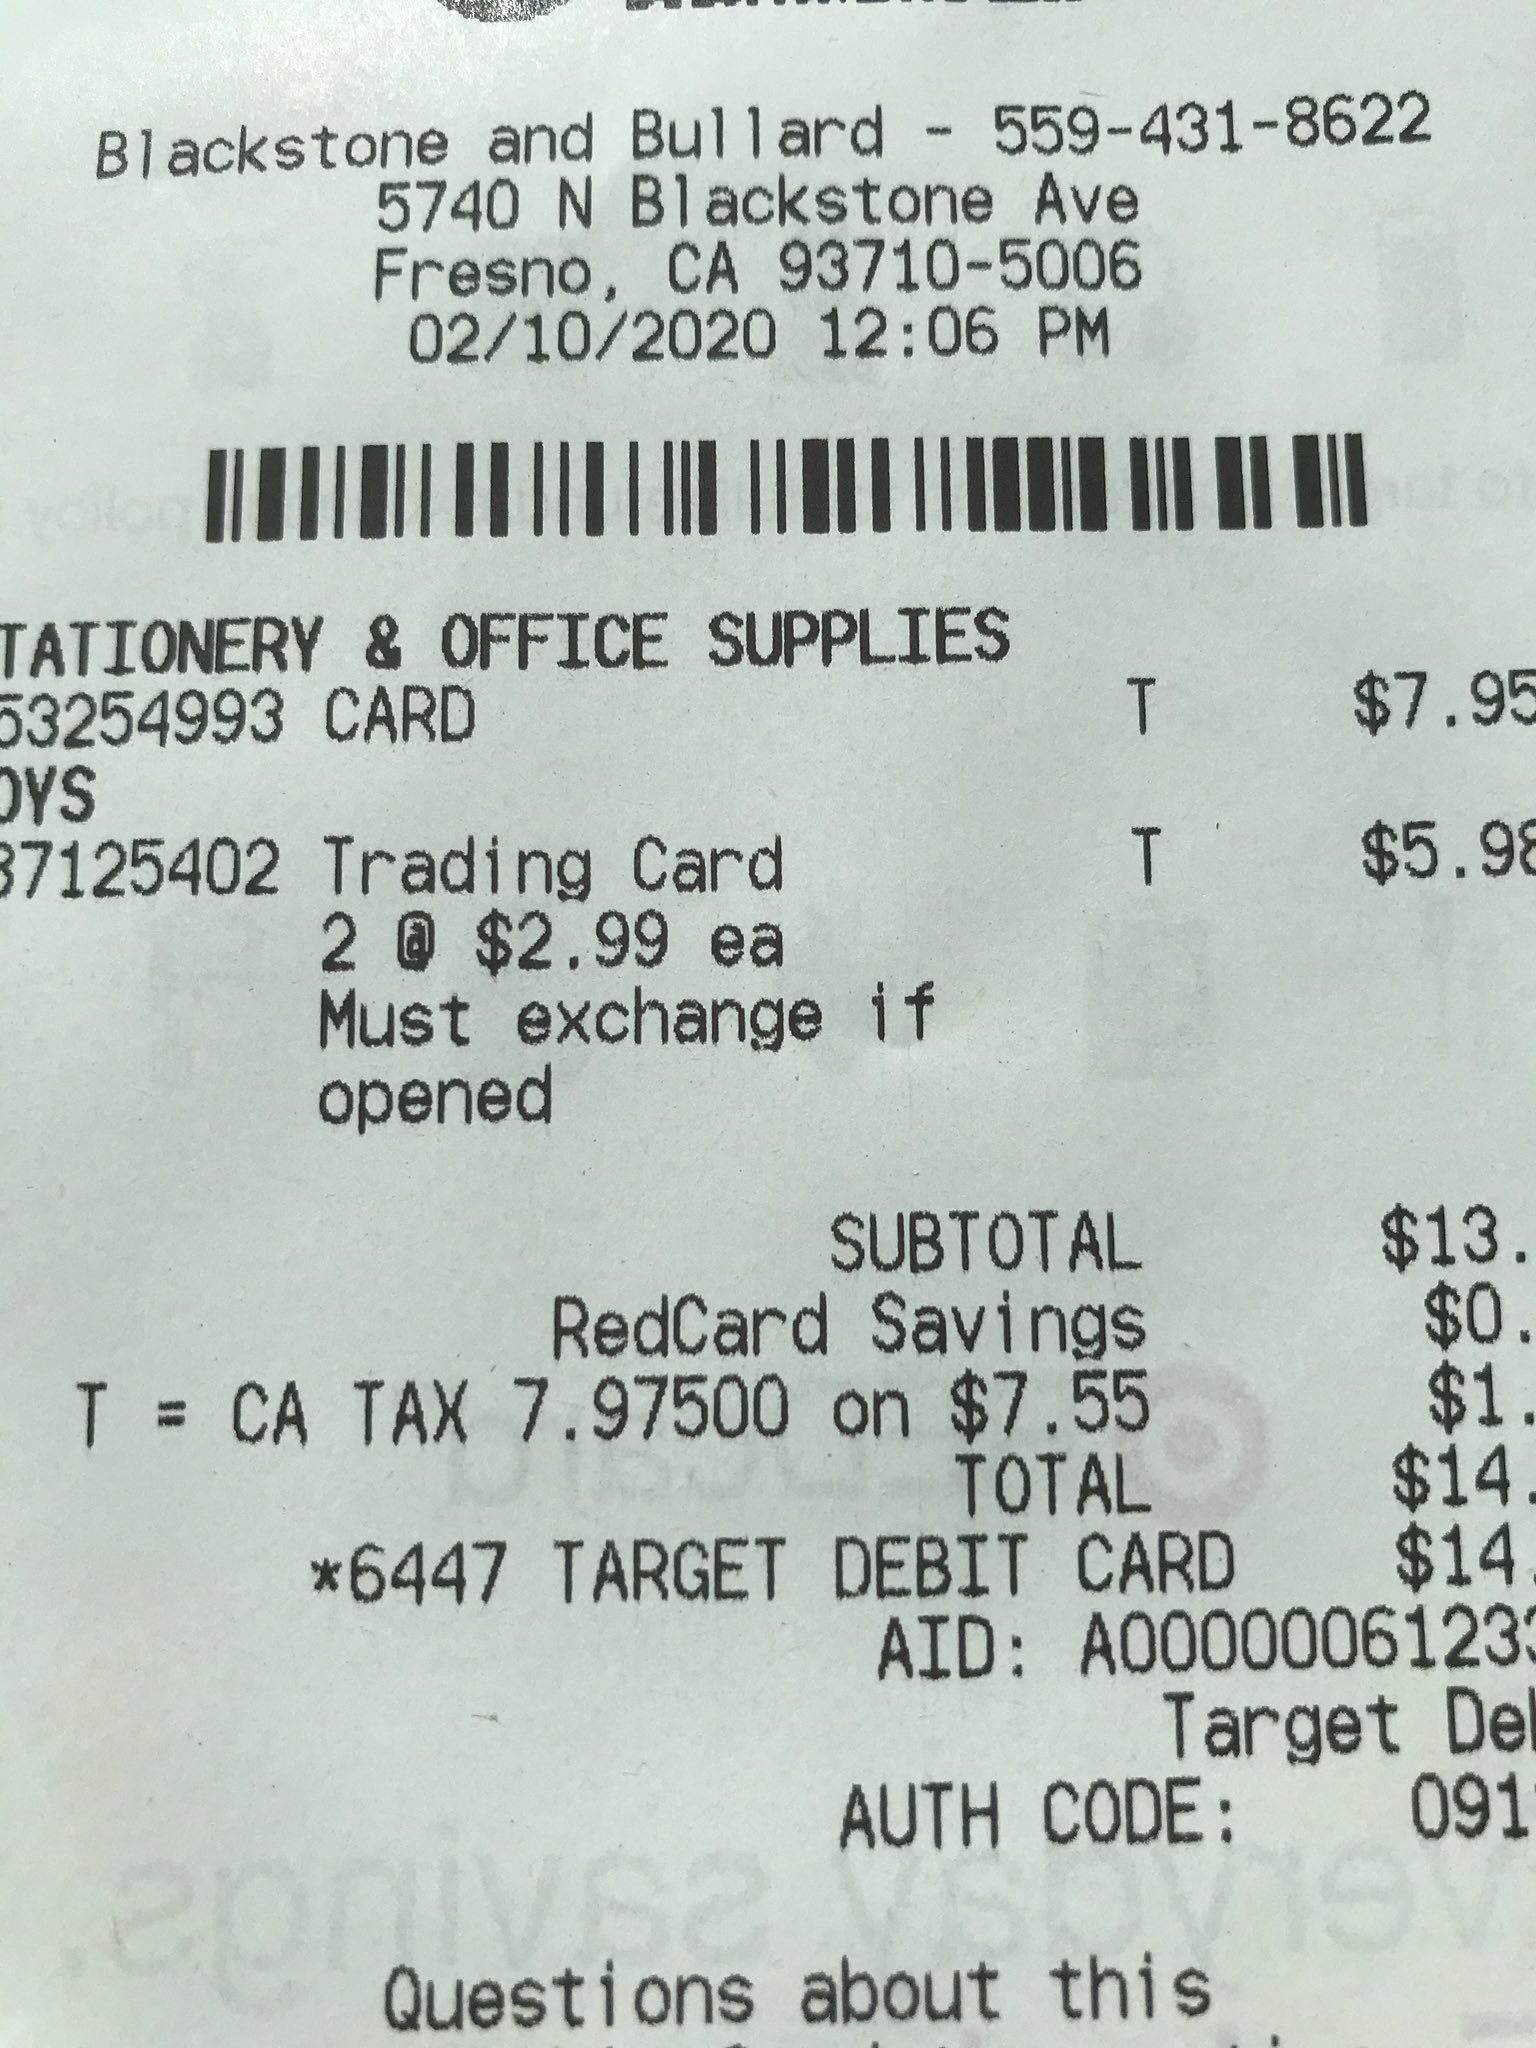 Blackstone and Bullard - 559-431-8622
5740 N Blackstone Ave
Fresno, CA 93710-5006
02/10/2020 12:06 PM
TATIONERY & OFFICE SUPPLIES
53254993 CARD T $7.95
OYS
37125402 Trading Card T $5.98
2 @ $2.99 ea
Must exchange if
opened
SUBTOTAL $13.
RedCard Savings $0.
T = CA TAX 7.97500 on $7.55 $1.
TOTAL $14.
*6447 TARGET DEBIT CARD $14.
AID: A00000061233
Target Deb
AUTH CODE: 091
Questions about this